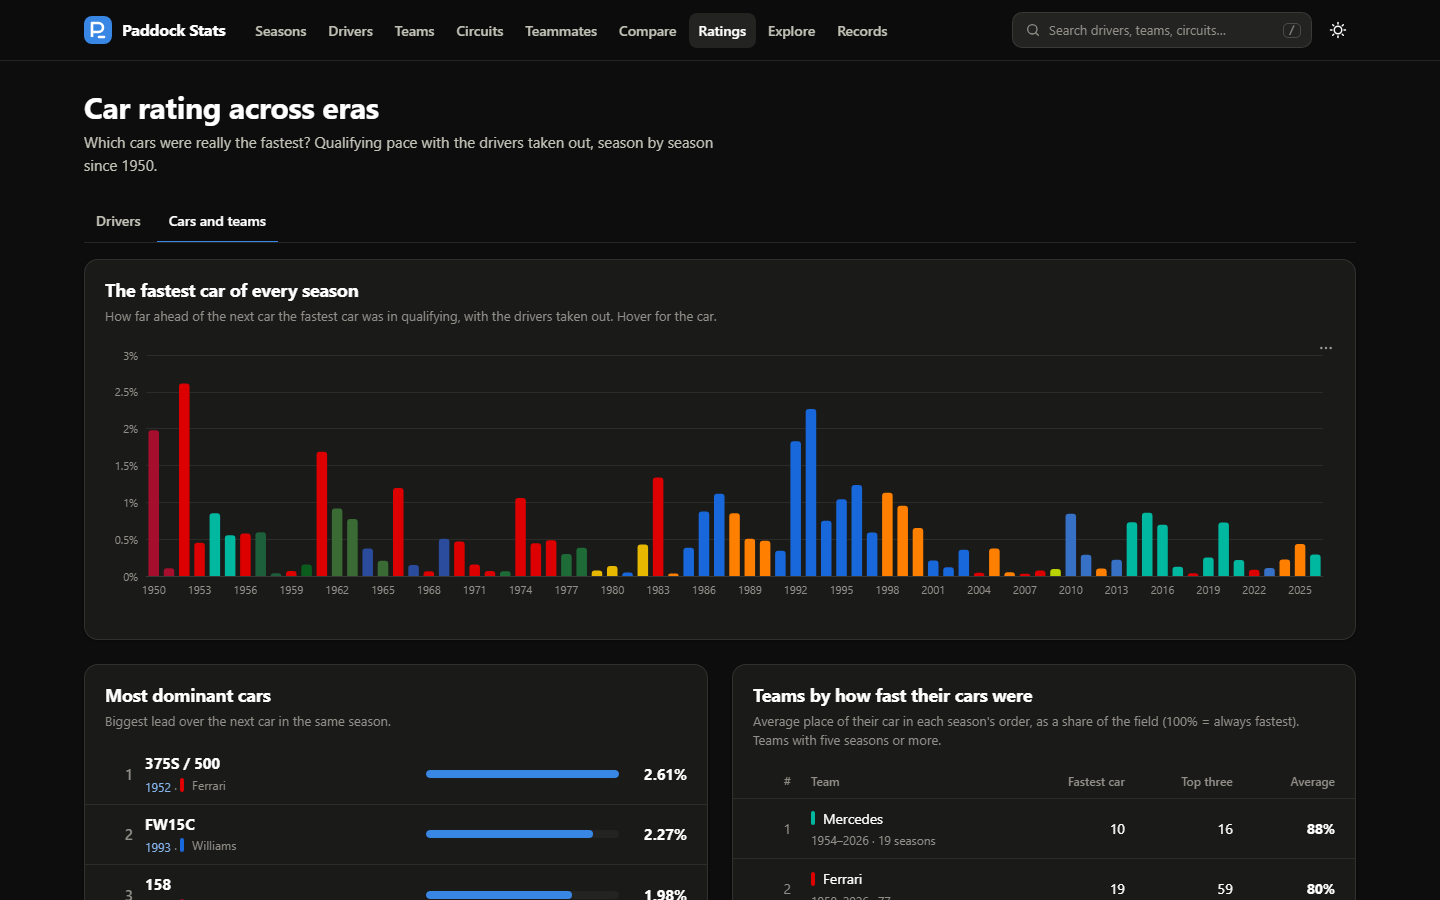 Paddock Stats
Seasons
Drivers
Teams
Circuits
Teammates
Compare
Ratings
Explore
Records
Search drivers, teams, circuits...
/
Car rating across eras
Which cars were really the fastest? Qualifying pace with the drivers taken out, season by season
since 1950.
Drivers
Cars and teams
The fastest car of every season
How far ahead of the next car the fastest car was in qualifying, with the drivers taken out. Hover for the car.
3%
2.5%
2%
1.5%
1%
0.5%
0%
1950 1953 1956 1959 1962 1965 1968 1971 1974 1977 1980 1983 1986 1989 1992 1995 1998 2001 2004 2007 2010 2013 2016 2019 2022 2025
Most dominant cars
Biggest lead over the next car in the same season.
1 375S / 500 2.61%
1952 · Ferrari
2 FW15C 2.27%
1993 · Williams
3 158 1.98%
Teams by how fast their cars were
Average place of their car in each season's order, as a share of the field (100% = always fastest).
Teams with five seasons or more.
# Team Fastest car Top three Average
1 Mercedes 10 16 88%
1954–2026 · 19 seasons
2 Ferrari 19 59 80%